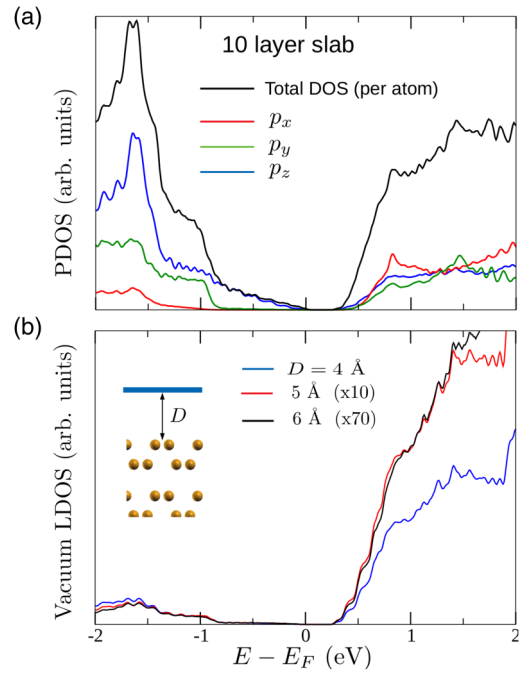 (a)
10 layer slab
Total DOS (per atom)
p_x
p_y
p_z
PDOS (arb. units)
(b)
D = 4 Å
5 Å (x10)
6 Å (x70)
D
Vacuum LDOS (arb. units)
-2 -1 0 1 2
E − E_F (eV)